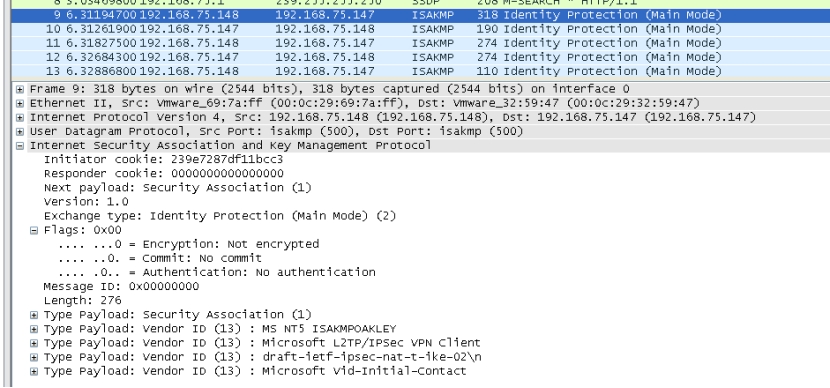 8 3.03469800 192.168.75.1 239.255.255.250 SSDP 208 M-SEARCH * HTTP/1.1
9 6.31194700 192.168.75.148 192.168.75.147 ISAKMP 318 Identity Protection (Main Mode)
10 6.31261900 192.168.75.147 192.168.75.148 ISAKMP 190 Identity Protection (Main Mode)
11 6.31827500 192.168.75.148 192.168.75.147 ISAKMP 274 Identity Protection (Main Mode)
12 6.32684300 192.168.75.147 192.168.75.148 ISAKMP 274 Identity Protection (Main Mode)
13 6.32886800 192.168.75.148 192.168.75.147 ISAKMP 110 Identity Protection (Main Mode)
Frame 9: 318 bytes on wire (2544 bits), 318 bytes captured (2544 bits) on interface 0
Ethernet II, Src: Vmware_69:7a:ff (00:0c:29:69:7a:ff), Dst: Vmware_32:59:47 (00:0c:29:32:59:47)
Internet Protocol Version 4, Src: 192.168.75.148 (192.168.75.148), Dst: 192.168.75.147 (192.168.75.147)
User Datagram Protocol, Src Port: isakmp (500), Dst Port: isakmp (500)
Internet Security Association and Key Management Protocol
Initiator cookie: 239e7287df11bcc3
Responder cookie: 0000000000000000
Next payload: Security Association (1)
Version: 1.0
Exchange type: Identity Protection (Main Mode) (2)
Flags: 0x00
.... ...0 = Encryption: Not encrypted
.... ..0. = Commit: No commit
.... .0.. = Authentication: No authentication
Message ID: 0x00000000
Length: 276
Type Payload: Security Association (1)
Type Payload: Vendor ID (13) : MS NT5 ISAKMPOAKLEY
Type Payload: Vendor ID (13) : Microsoft L2TP/IPSec VPN Client
Type Payload: Vendor ID (13) : draft-ietf-ipsec-nat-t-ike-02\n
Type Payload: Vendor ID (13) : Microsoft Vid-Initial-Contact